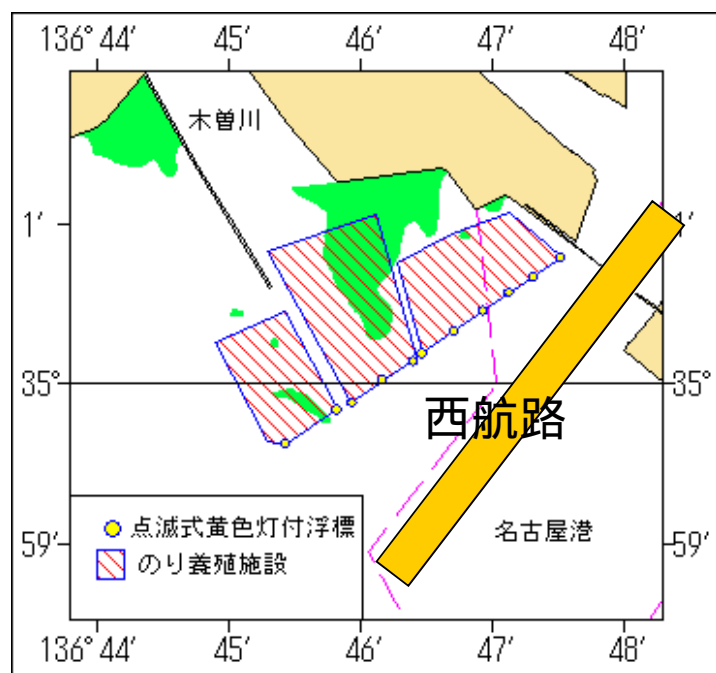 136° 44′ 45′ 46′ 47′ 48′
木曽川
1′ 1′
35° 35°
西航路
点滅式黄色灯付浮標
59′ 名古屋港 59′
のり養殖施設
136° 44′ 45′ 46′ 47′ 48′